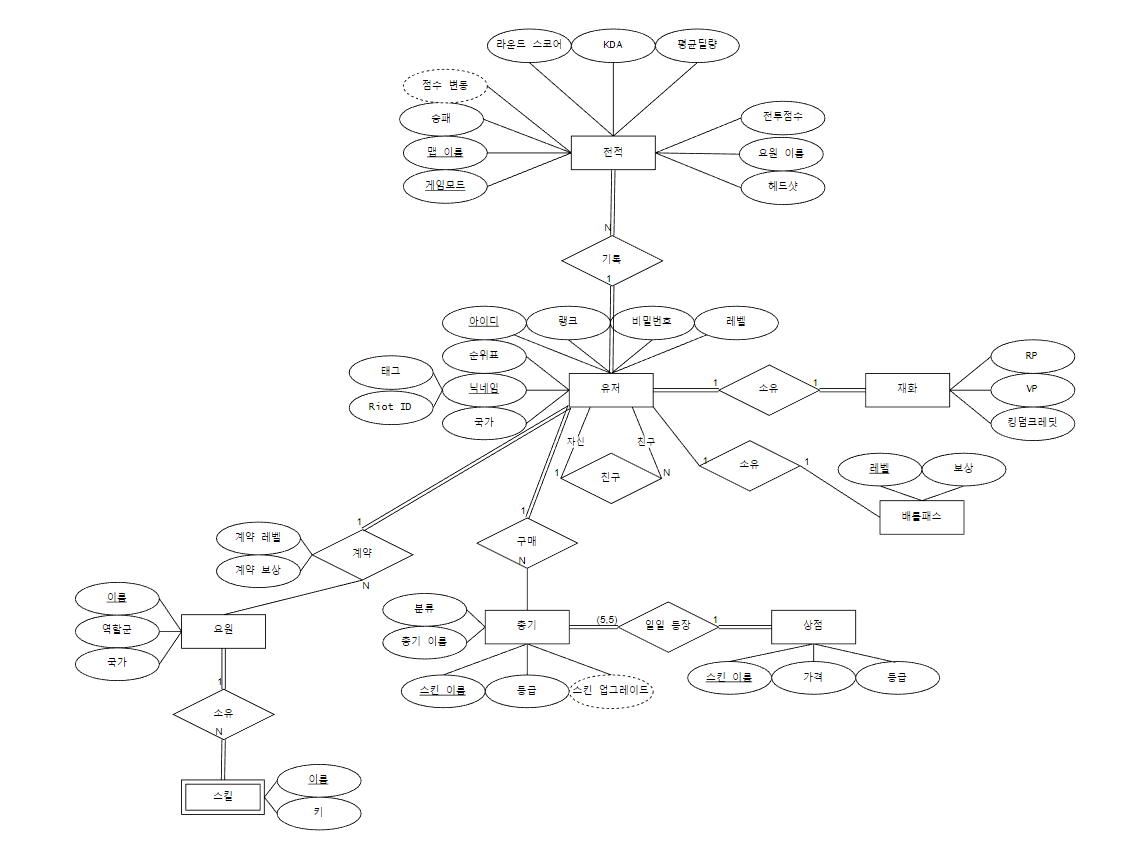 라운드 스코어
KDA
평균딜량
점수 변동
승패
맵 이름
게임모드
전적
전투점수
요원 이름
헤드샷
N
기록
1
아이디
랭크
비밀번호
레벨
순위표
닉네임
국가
태그
Riot ID
유저
1
소유
1
재화
RP
VP
킹덤크레딧
자신
친구
1
친구
N
1
소유
1
레벨
보상
배틀패스
1
계약
N
계약 레벨
계약 보상
1
구매
N
이름
역할군
국가
요원
분류
총기 이름
총기
(5,5)
일일 등장
1
상점
스킨 이름
등급
스킨 업그레이드
스킨 이름
가격
등급
1
소유
N
스킬
이름
키